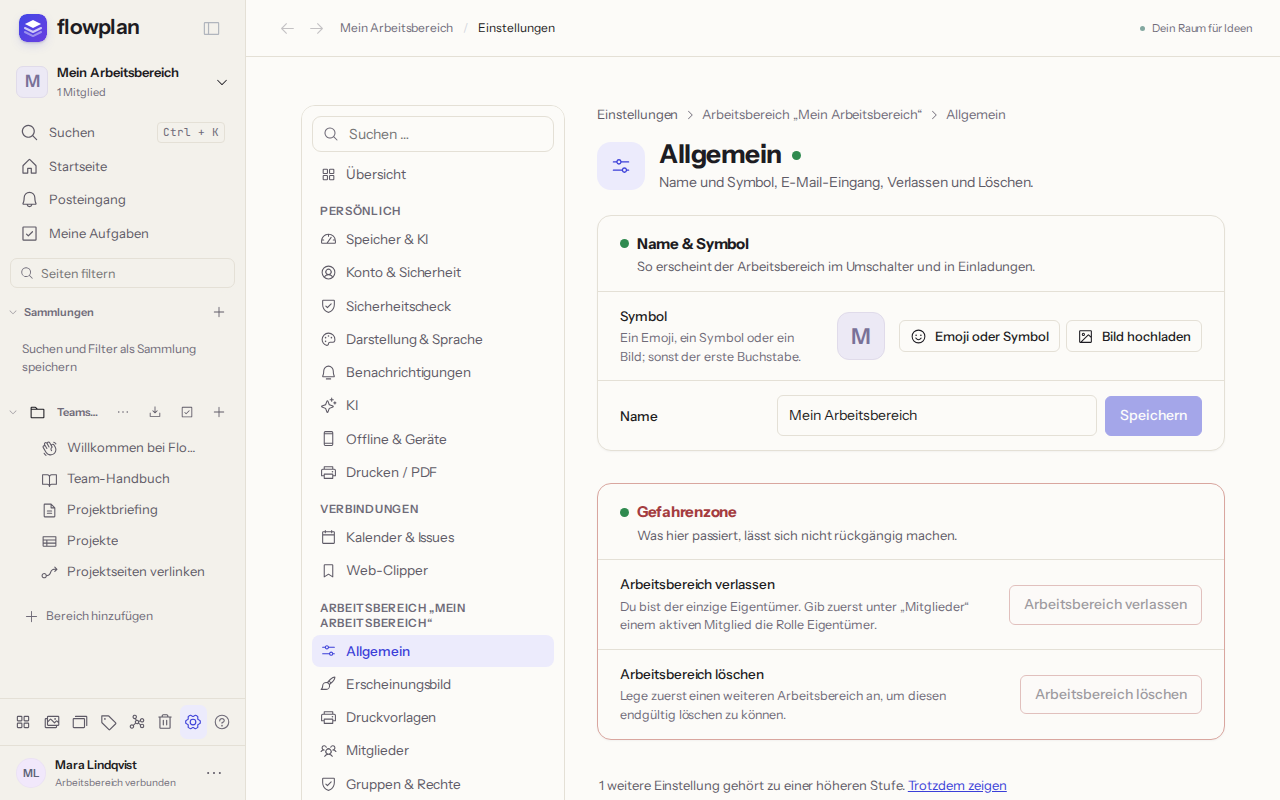 flowplan
M
Mein Arbeitsbereich
1 Mitglied
Suchen
Ctrl + K
Startseite
Posteingang
Meine Aufgaben
Seiten filtern
Sammlungen
Suchen und Filter als Sammlung
speichern
Teams...
Willkommen bei Flo...
Team-Handbuch
Projektbriefing
Projekte
Projektseiten verlinken
Bereich hinzufügen
ML
Mara Lindqvist
Arbeitsbereich verbunden
Mein Arbeitsbereich / Einstellungen
Dein Raum für Ideen
Suchen ...
Übersicht
PERSÖNLICH
Speicher & KI
Konto & Sicherheit
Sicherheitscheck
Darstellung & Sprache
Benachrichtigungen
KI
Offline & Geräte
Drucken / PDF
VERBINDUNGEN
Kalender & Issues
Web-Clipper
ARBEITSBEREICH „MEIN
ARBEITSBEREICH“
Allgemein
Erscheinungsbild
Druckvorlagen
Mitglieder
Gruppen & Rechte
Einstellungen > Arbeitsbereich „Mein Arbeitsbereich“ > Allgemein
Allgemein
Name und Symbol, E-Mail-Eingang, Verlassen und Löschen.
Name & Symbol
So erscheint der Arbeitsbereich im Umschalter und in Einladungen.
Symbol
Ein Emoji, ein Symbol oder ein
Bild; sonst der erste Buchstabe.
M
Emoji oder Symbol
Bild hochladen
Name
Mein Arbeitsbereich
Speichern
Gefahrenzone
Was hier passiert, lässt sich nicht rückgängig machen.
Arbeitsbereich verlassen
Du bist der einzige Eigentümer. Gib zuerst unter „Mitglieder“
einem aktiven Mitglied die Rolle Eigentümer.
Arbeitsbereich verlassen
Arbeitsbereich löschen
Lege zuerst einen weiteren Arbeitsbereich an, um diesen
endgültig löschen zu können.
Arbeitsbereich löschen
1 weitere Einstellung gehört zu einer höheren Stufe. Trotzdem zeigen